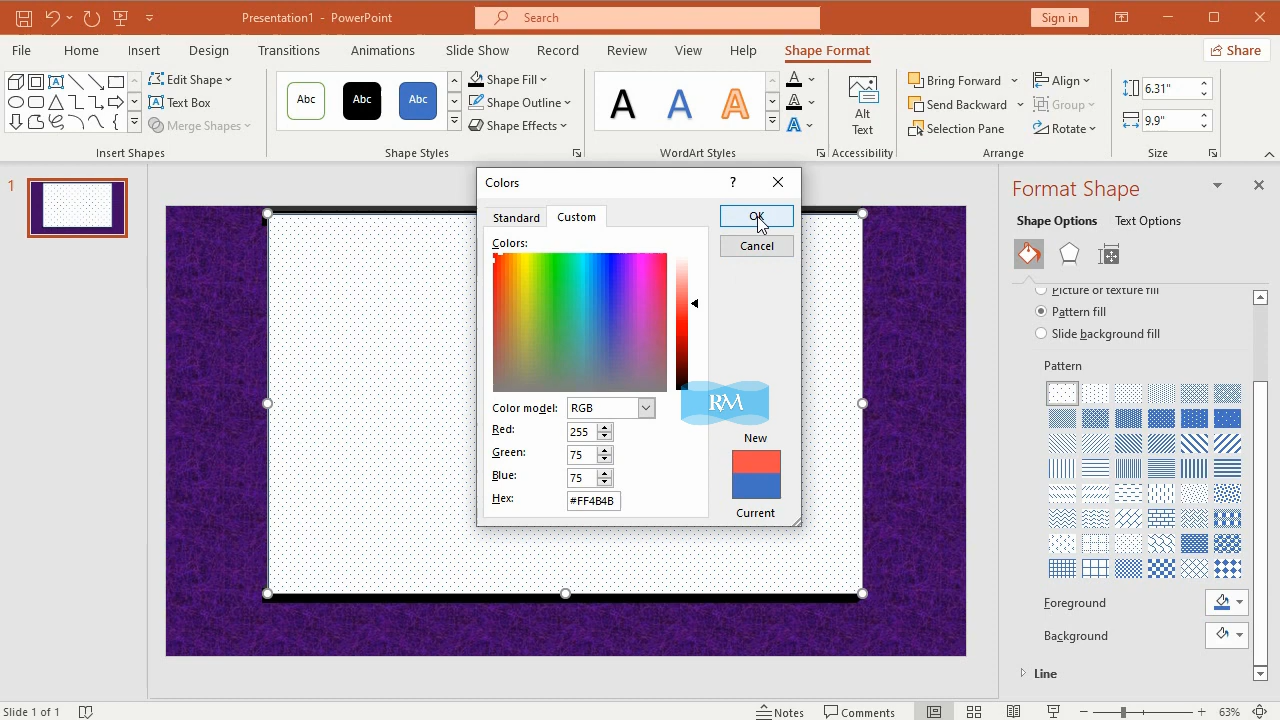 Presentation1 - PowerPoint
Search
Sign in
File Home Insert Design Transitions Animations Slide Show Record Review View Help Shape Format
Share
Edit Shape
Text Box
Merge Shapes
Insert Shapes
Abc Abc Abc
Shape Fill
Shape Outline
Shape Effects
Shape Styles
A A A
WordArt Styles
Alt
Text
Accessibility
Bring Forward
Send Backward
Selection Pane
Align
Group
Rotate
Arrange
6.31"
9.9"
Size
1
Colors
?
Standard Custom
OK
Cancel
Colors:
Color model: RGB
Red: 255
Green: 75
Blue: 75
Hex: #FF4B4B
RM
New
Current
Format Shape
Shape Options Text Options
Picture or texture fill
Pattern fill
Slide background fill
Pattern
Foreground
Background
Line
Slide 1 of 1
Notes
Comments
63%